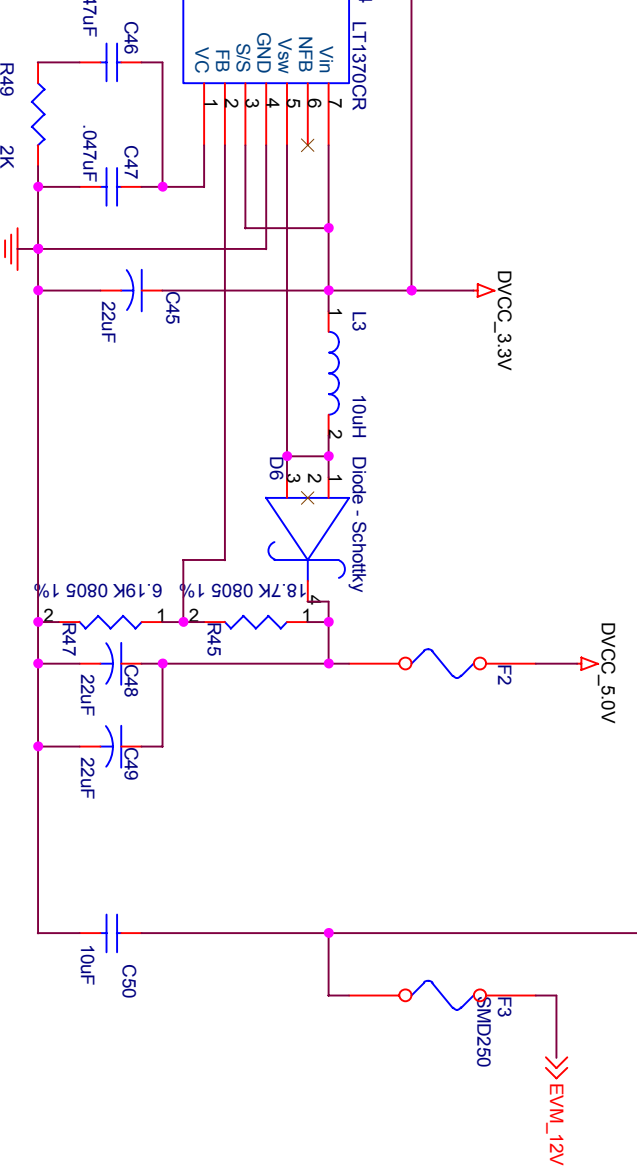 LT1370CR
Vin
NFB
Vsw
GND
S/S
FB
VC
7
6
5
4
3
2
1
C46
47uF
R49
2K
C47
.047uF
C45
22uF
DVCC_3.3V
L3
10uH
1
2
D6
Diode - Schottky
1
2
3
4
18.7K 0805 1%
R45
1
2
6.19K 0805 1%
R47
1
2
C48
22uF
C49
22uF
F2
DVCC_5.0V
C50
10uF
F3
SMD250
EVM_12V